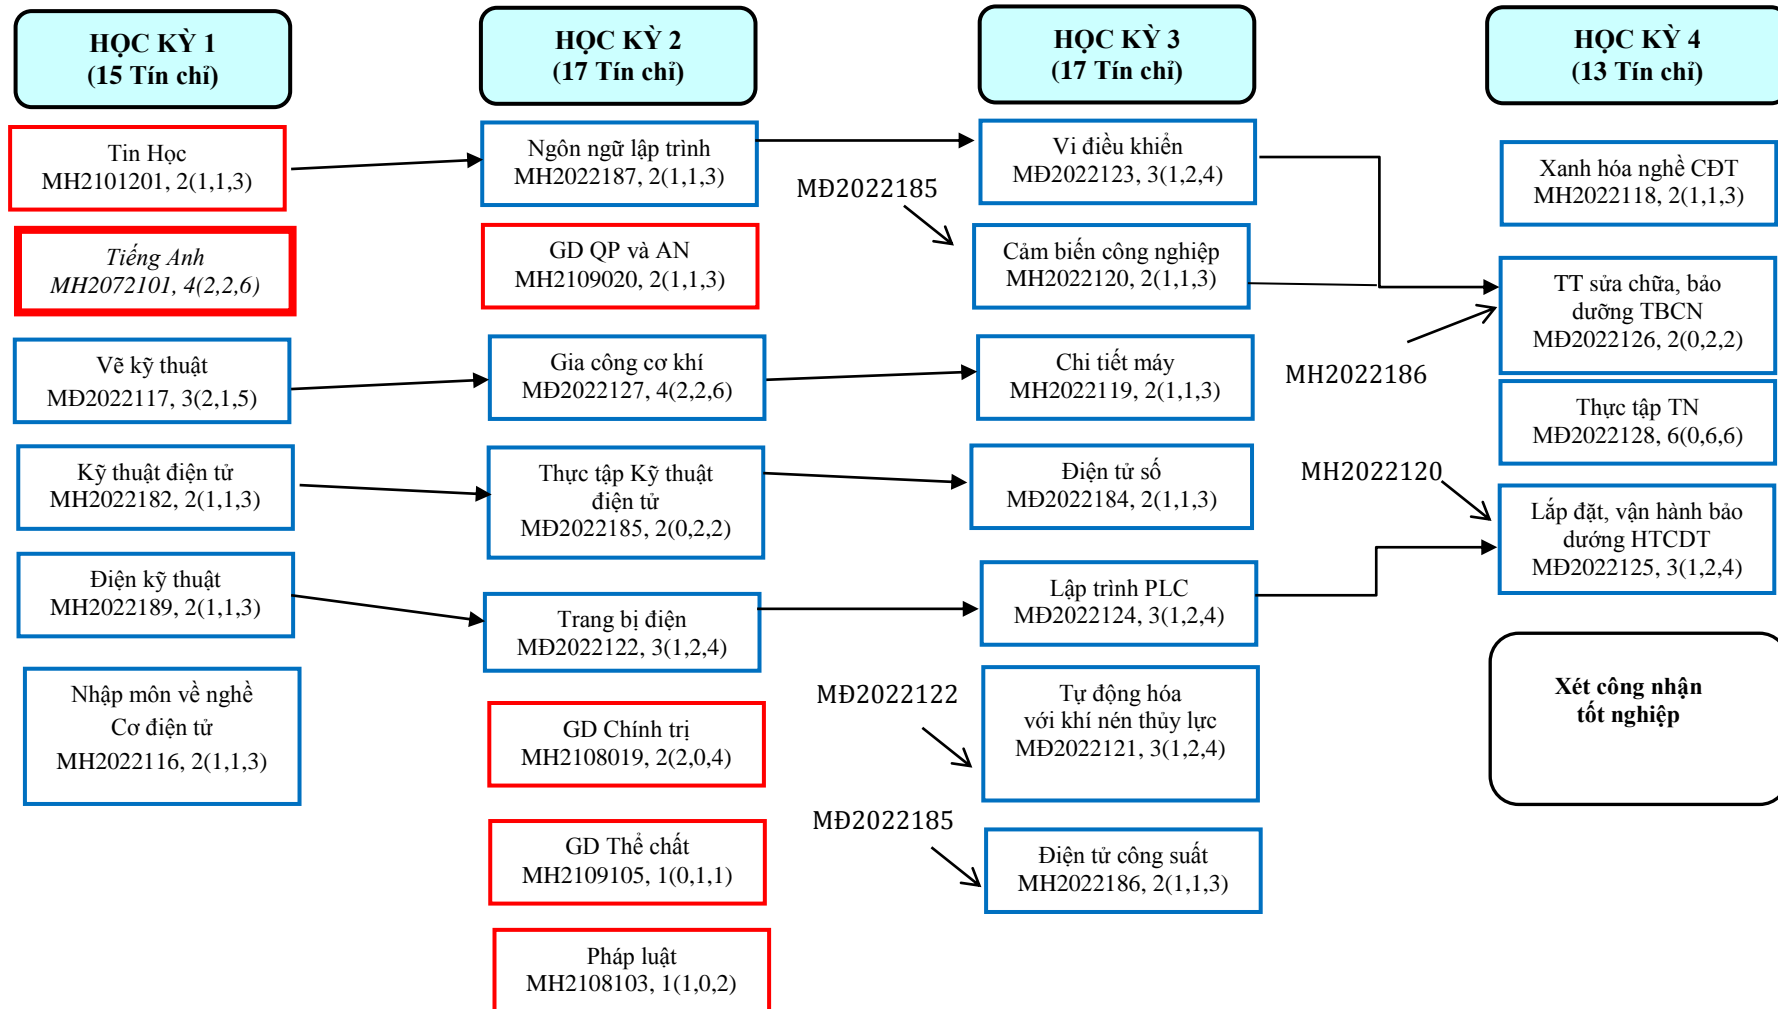 HỌC KỲ 1
(15 Tín chỉ)
HỌC KỲ 2
(17 Tín chỉ)
HỌC KỲ 3
(17 Tín chỉ)
HỌC KỲ 4
(13 Tín chỉ)
Tin Học
MH2101201, 2(1,1,3)
Tiếng Anh
MH2072101, 4(2,2,6)
Vẽ kỹ thuật
MĐ2022117, 3(2,1,5)
Kỹ thuật điện tử
MH2022182, 2(1,1,3)
Điện kỹ thuật
MH2022189, 2(1,1,3)
Nhập môn về nghề
Cơ điện tử
MH2022116, 2(1,1,3)
Ngôn ngữ lập trình
MH2022187, 2(1,1,3)
GD QP và AN
MH2109020, 2(1,1,3)
Gia công cơ khí
MĐ2022127, 4(2,2,6)
Thực tập Kỹ thuật
điện tử
MĐ2022185, 2(0,2,2)
Trang bị điện
MĐ2022122, 3(1,2,4)
GD Chính trị
MH2108019, 2(2,0,4)
GD Thể chất
MH2109105, 1(0,1,1)
Pháp luật
MH2108103, 1(1,0,2)
MĐ2022185
MĐ2022122
MĐ2022185
Vi điều khiển
MĐ2022123, 3(1,2,4)
Cảm biến công nghiệp
MH2022120, 2(1,1,3)
Chi tiết máy
MH2022119, 2(1,1,3)
Điện tử số
MĐ2022184, 2(1,1,3)
Lập trình PLC
MĐ2022124, 3(1,2,4)
Tự động hóa
với khí nén thủy lực
MĐ2022121, 3(1,2,4)
Điện tử công suất
MH2022186, 2(1,1,3)
MH2022186
MH2022120
Xanh hóa nghề CĐT
MH2022118, 2(1,1,3)
TT sửa chữa, bảo
dưỡng TBCN
MĐ2022126, 2(0,2,2)
Thực tập TN
MĐ2022128, 6(0,6,6)
Lắp đặt, vận hành bảo
dướng HTCDT
MĐ2022125, 3(1,2,4)
Xét công nhận
tốt nghiệp